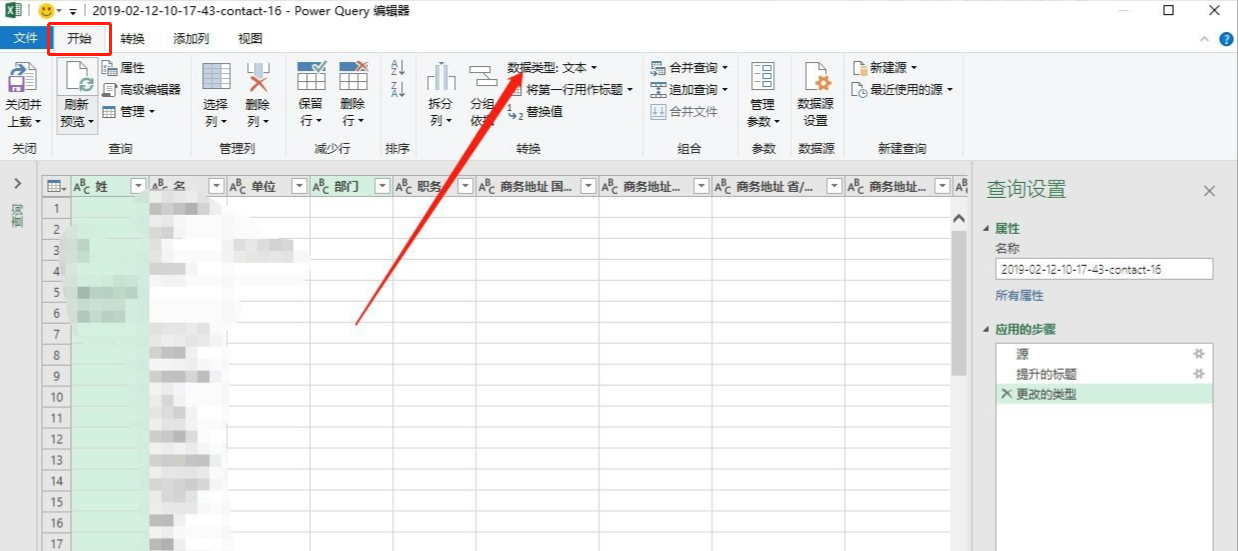 2019-02-12-10-17-43-contact-16 - Power Query 编辑器
文件 开始 转换 添加列 视图
关闭并上载
刷新预览
属性
高级编辑器
管理
选择列
删除列
保留行
删除行
拆分列
分组依据
数据类型: 文本
将第一行用作标题
1 2 替换值
合并查询
追加查询
合并文件
管理参数
数据源设置
新建源
最近使用的源
关闭 查询 管理列 减少行 排序 转换 组合 参数 数据源 新建查询
查询
ABC 姓 ABC 名 ABC 单位 ABC 部门 ABC 职务 ABC 商务地址 国... ABC 商务地址... ABC 商务地址 省/... ABC 商务地址...
1
2
3
4
5
6
7
8
9
10
11
12
13
14
15
16
17
查询设置
属性
名称
2019-02-12-10-17-43-contact-16
所有属性
应用的步骤
源
提升的标题
更改的类型